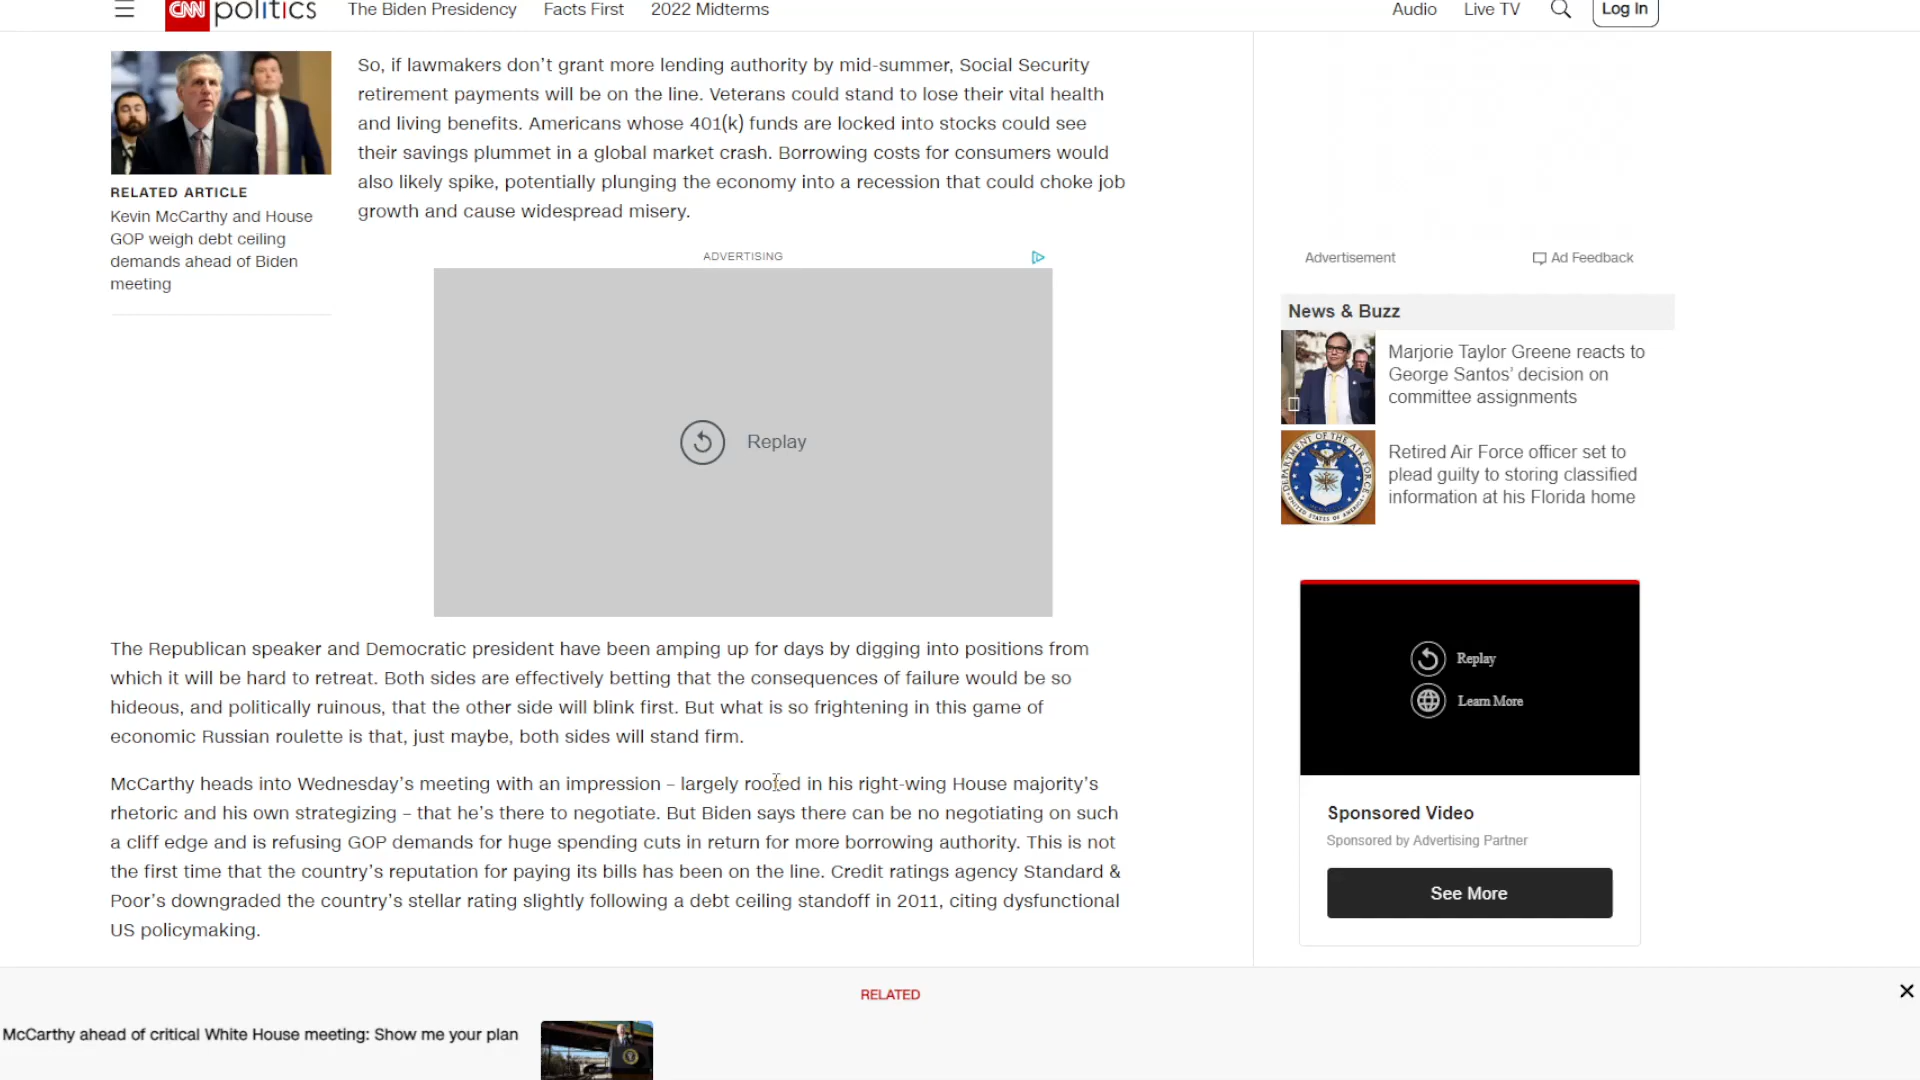 CNN politics The Biden Presidency Facts First 2022 Midterms Audio Live TV Log In
So, if lawmakers don’t grant more lending authority by mid-summer, Social Security
retirement payments will be on the line. Veterans could stand to lose their vital health
and living benefits. Americans whose 401(k) funds are locked into stocks could see
their savings plummet in a global market crash. Borrowing costs for consumers would
also likely spike, potentially plunging the economy into a recession that could choke job
growth and cause widespread misery.
RELATED ARTICLE
Kevin McCarthy and House
GOP weigh debt ceiling
demands ahead of Biden
meeting
ADVERTISING
Replay
The Republican speaker and Democratic president have been amping up for days by digging into positions from
which it will be hard to retreat. Both sides are effectively betting that the consequences of failure would be so
hideous, and politically ruinous, that the other side will blink first. But what is so frightening in this game of
economic Russian roulette is that, just maybe, both sides will stand firm.
McCarthy heads into Wednesday’s meeting with an impression – largely rooted in his right-wing House majority’s
rhetoric and his own strategizing – that he’s there to negotiate. But Biden says there can be no negotiating on such
a cliff edge and is refusing GOP demands for huge spending cuts in return for more borrowing authority. This is not
the first time that the country’s reputation for paying its bills has been on the line. Credit ratings agency Standard &
Poor’s downgraded the country’s stellar rating slightly following a debt ceiling standoff in 2011, citing dysfunctional
US policymaking.
Advertisement Ad Feedback
News & Buzz
Marjorie Taylor Greene reacts to
George Santos’ decision on
committee assignments
DEPARTMENT OF THE AIR FORCE
UNITED STATES OF AMERICA
Retired Air Force officer set to
plead guilty to storing classified
information at his Florida home
Replay
Learn More
Sponsored Video
Sponsored by Advertising Partner
See More
RELATED
McCarthy ahead of critical White House meeting: Show me your plan